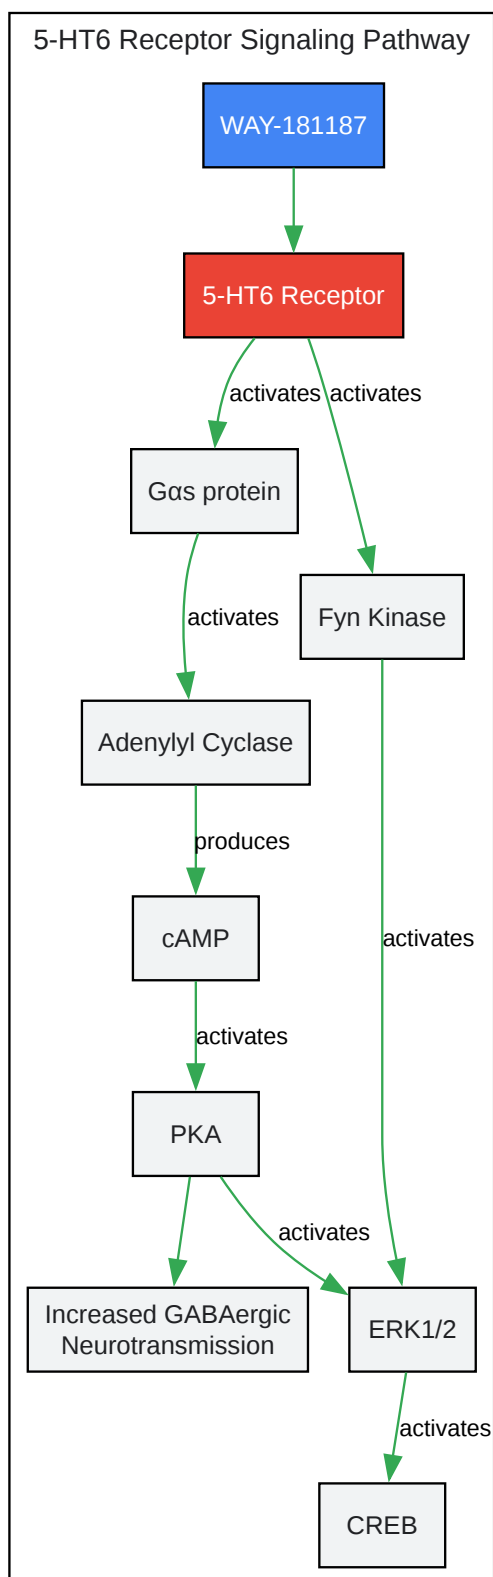 5-HT6 Receptor Signaling Pathway
WAY-181187
5-HT6 Receptor
activates
activates
Gαs protein
Fyn Kinase
activates
Adenylyl Cyclase
produces
cAMP
activates
activates
PKA
activates
Increased GABAergic
Neurotransmission
ERK1/2
activates
CREB